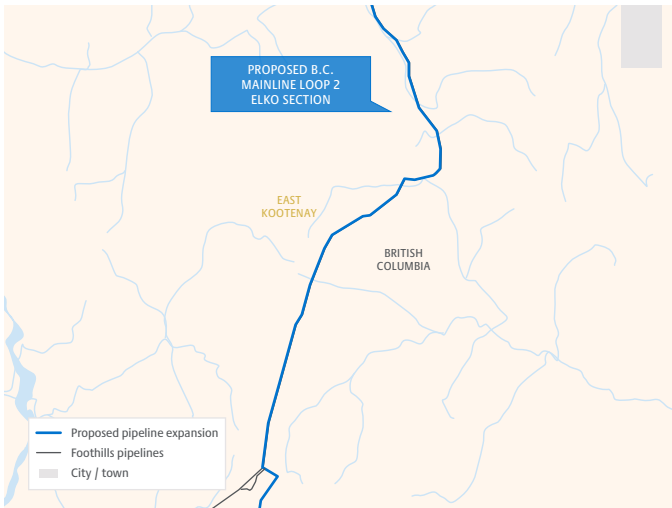 PROPOSED B.C.
MAINLINE LOOP 2
ELKO SECTION
EAST
KOOTENAY
BRITISH
COLUMBIA
Proposed pipeline expansion
Foothills pipelines
City / town